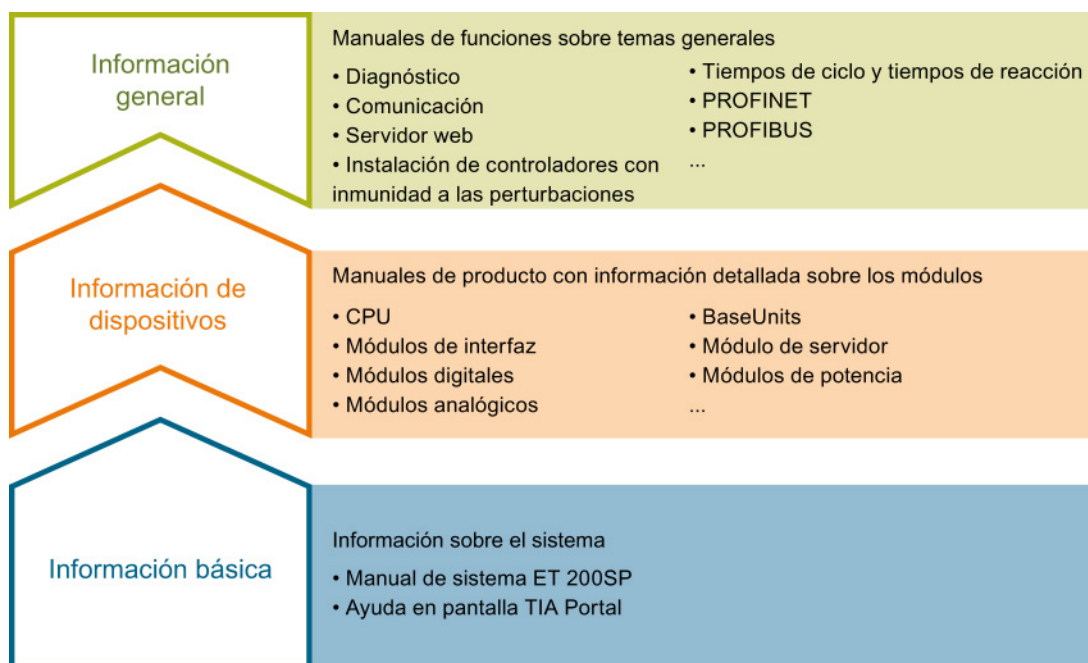 Información
general
Manuales de funciones sobre temas generales
• Diagnóstico
• Comunicación
• Servidor web
• Instalación de controladores con
inmunidad a las perturbaciones
• Tiempos de ciclo y tiempos de reacción
• PROFINET
• PROFIBUS
...
Información de
dispositivos
Manuales de producto con información detallada sobre los módulos
• CPU
• Módulos de interfaz
• Módulos digitales
• Módulos analógicos
• BaseUnits
• Módulo de servidor
• Módulos de potencia
...
Información básica
Información sobre el sistema
• Manual de sistema ET 200SP
• Ayuda en pantalla TIA Portal